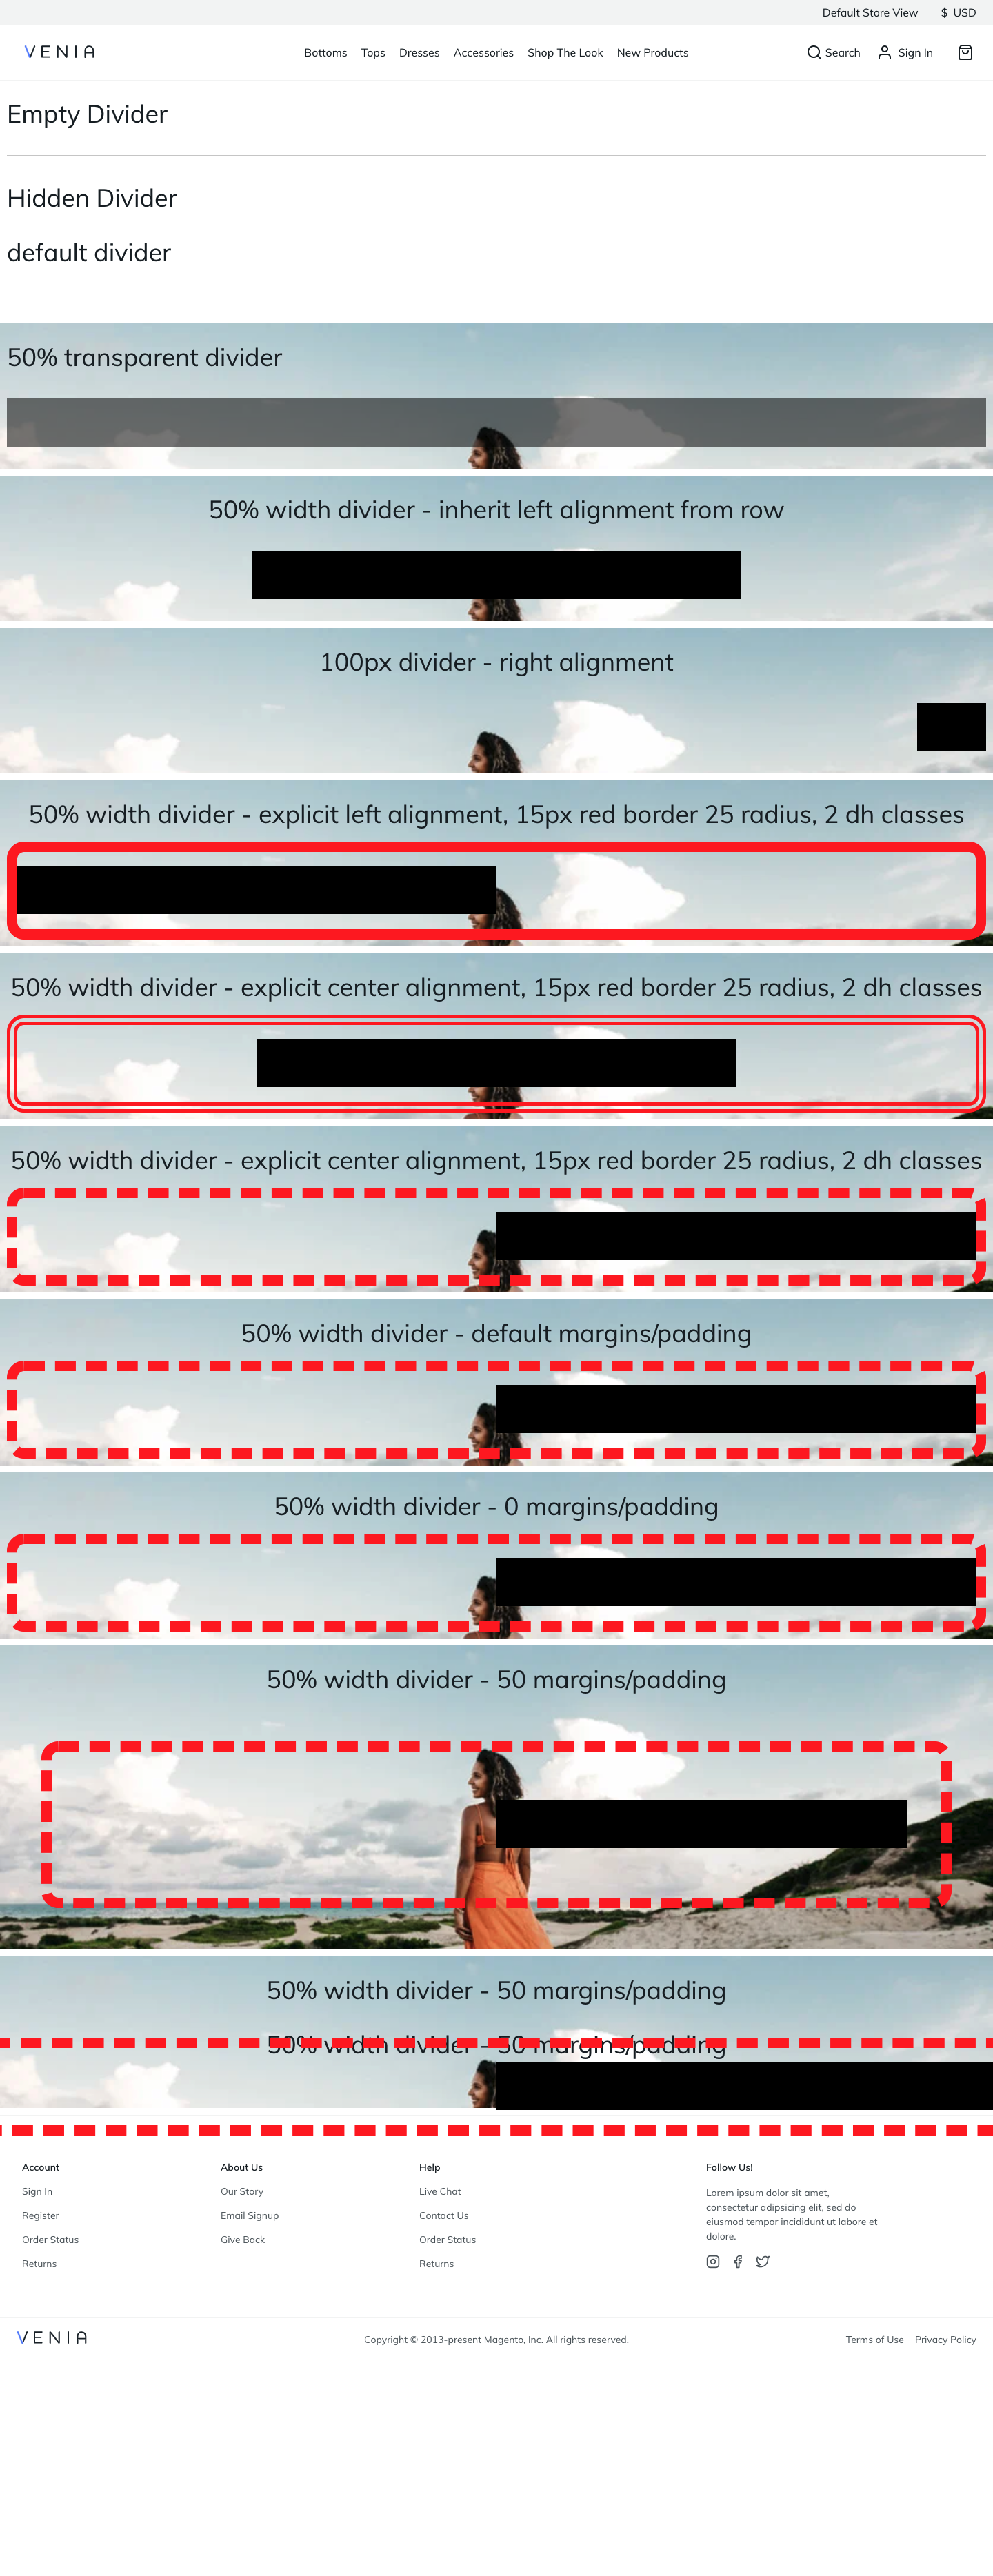 Default Store View
$ USD
VENIA
Bottoms Tops Dresses Accessories Shop The Look New Products
Search Sign In
Empty Divider
Hidden Divider
default divider
50% transparent divider
50% width divider - inherit left alignment from row
100px divider - right alignment
50% width divider - explicit left alignment, 15px red border 25 radius, 2 dh classes
50% width divider - explicit center alignment, 15px red border 25 radius, 2 dh classes
50% width divider - explicit center alignment, 15px red border 25 radius, 2 dh classes
50% width divider - default margins/padding
50% width divider - 0 margins/padding
50% width divider - 50 margins/padding
50% width divider - 50 margins/padding
50% width divider - 50 margins/padding
Account
Sign In
Register
Order Status
Returns
About Us
Our Story
Email Signup
Give Back
Help
Live Chat
Contact Us
Order Status
Returns
Follow Us!
Lorem ipsum dolor sit amet,
consectetur adipsicing elit, sed do
eiusmod tempor incididunt ut labore et
dolore.
VENIA
Copyright © 2013-present Magento, Inc. All rights reserved.
Terms of Use Privacy Policy